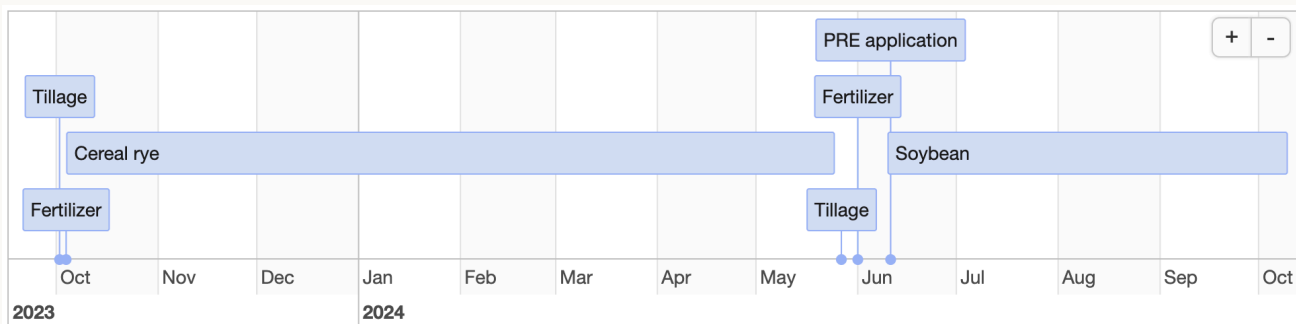 PRE application
+ -
Tillage
Fertilizer
Cereal rye
Soybean
Fertilizer
Tillage
Oct Nov Dec Jan Feb Mar Apr May Jun Jul Aug Sep Oct
2023 2024